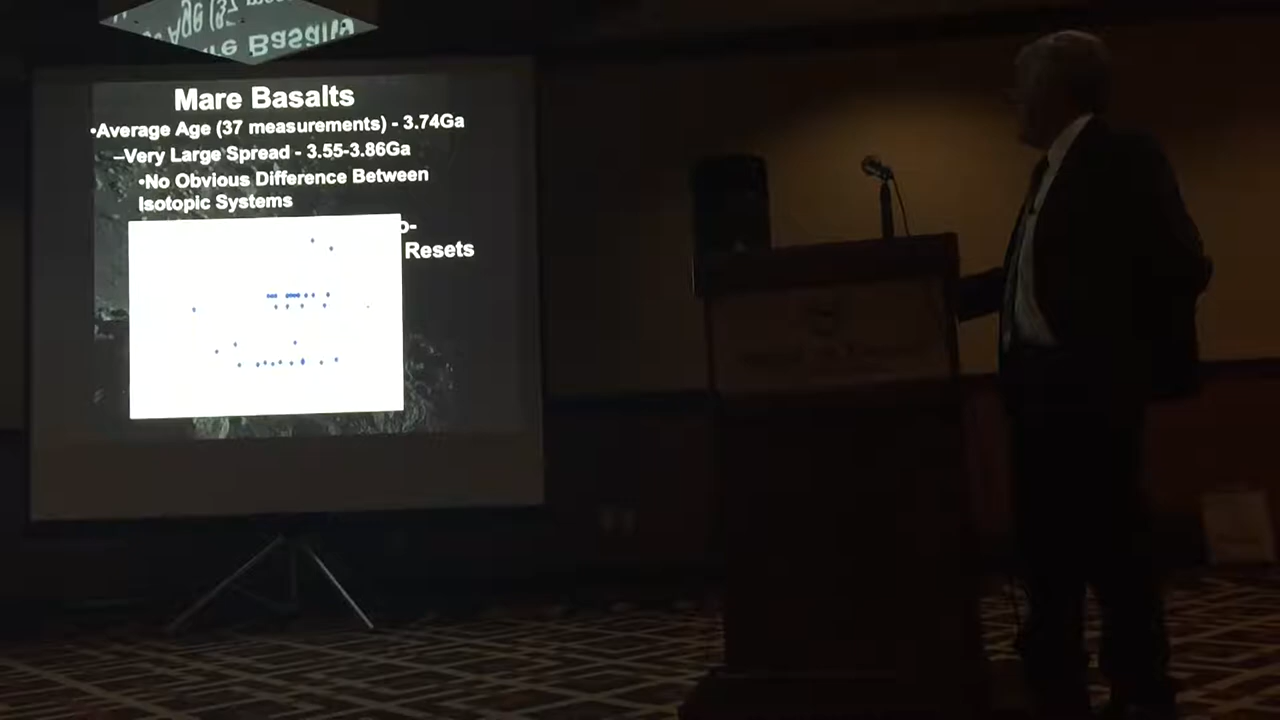 Mare Basalts
•Average Age (37 measurements) - 3.74Ga
–Very Large Spread - 3.55-3.86Ga
•No Obvious Difference Between
Isotopic Systems
o-
Resets